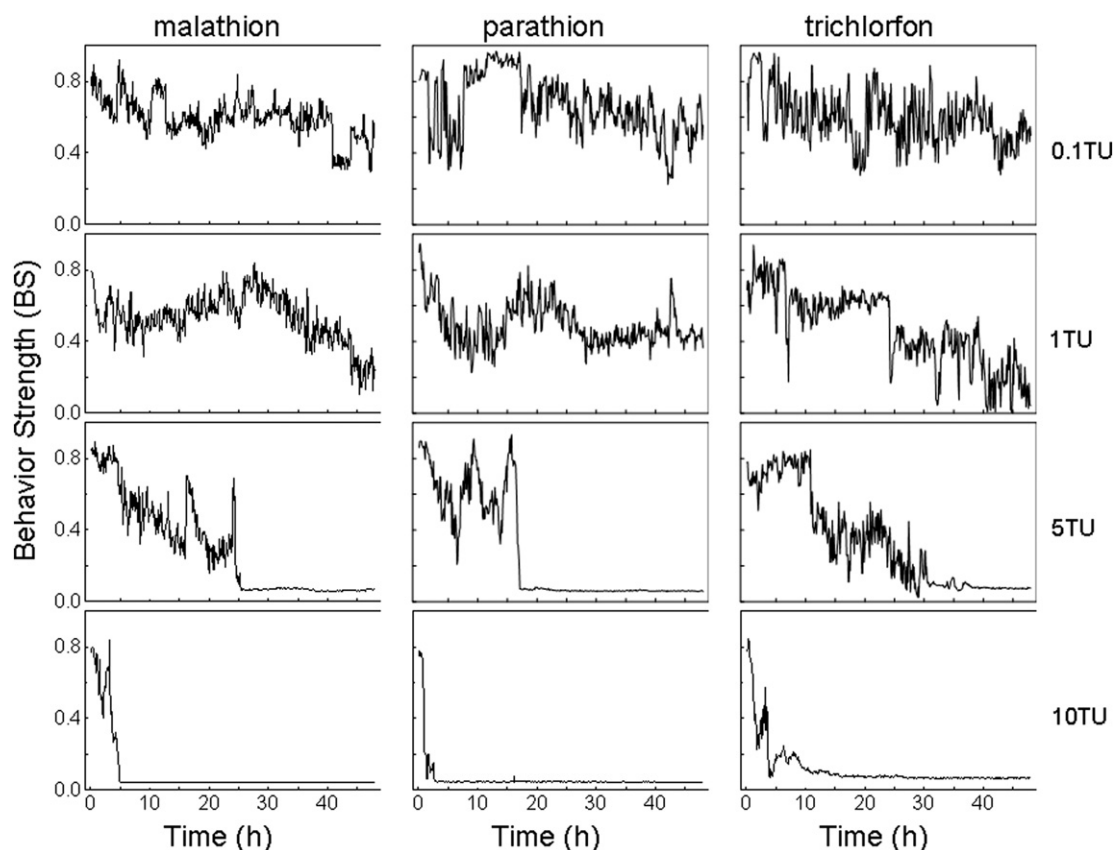 malathion parathion trichlorfon
0.8
0.4
0.0
0.1TU
0.8
0.4
0.0
1TU
Behavior Strength (BS)
0.8
0.4
0.0
5TU
0.8
0.4
0.0
10TU
0 10 20 30 40 0 10 20 30 40 0 10 20 30 40
Time (h) Time (h) Time (h)